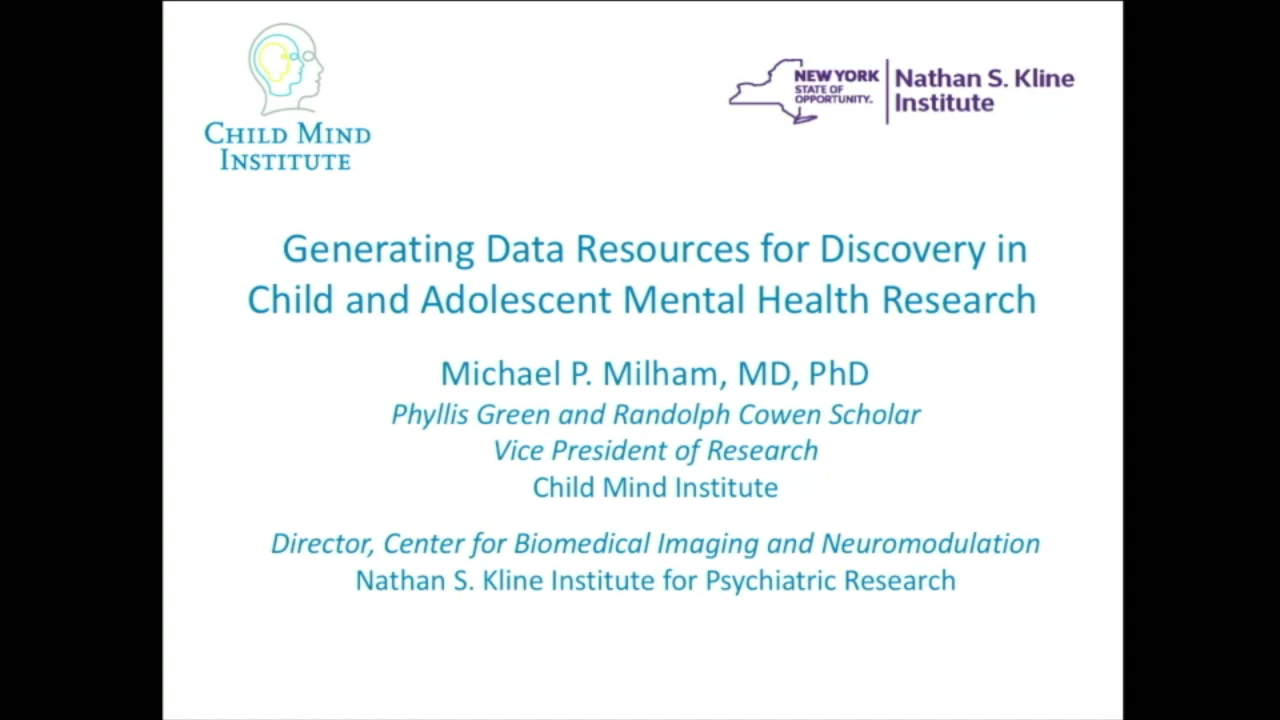 CHILD MIND
INSTITUTE
NEW YORK
STATE OF
OPPORTUNITY.
Nathan S. Kline
Institute
Generating Data Resources for Discovery in
Child and Adolescent Mental Health Research
Michael P. Milham, MD, PhD
Phyllis Green and Randolph Cowen Scholar
Vice President of Research
Child Mind Institute
Director, Center for Biomedical Imaging and Neuromodulation
Nathan S. Kline Institute for Psychiatric Research